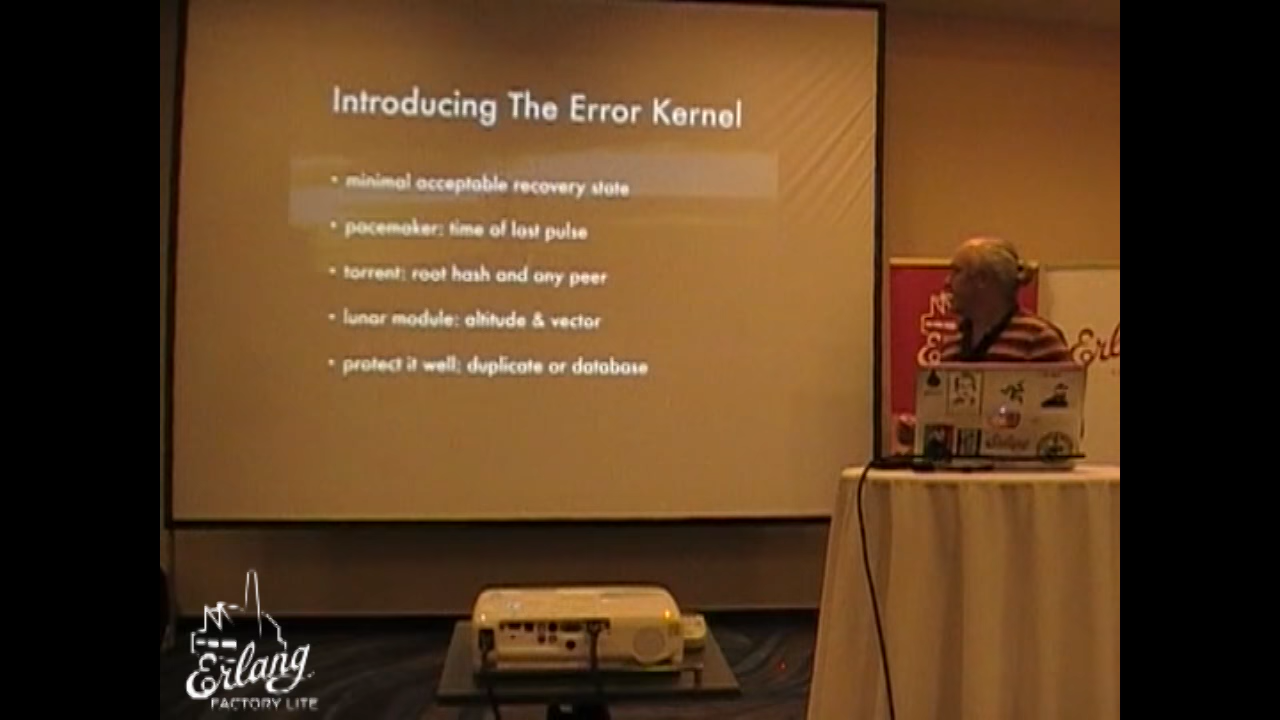 Introducing The Error Kernel
• minimal acceptable recovery state
• pacemaker: time of last pulse
• torrent: root hash and any peer
• lunar module: altitude & vector
• protect it well: duplicate or database
Erlang
FACTORY LITE